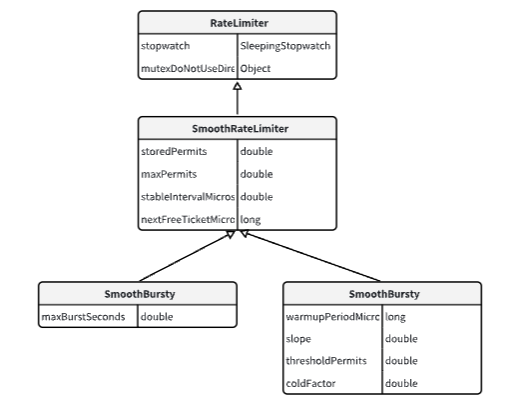 RateLimiter
stopwatch SleepingStopwatch
mutexDoNotUseDirec Object
SmoothRateLimiter
storedPermits double
maxPermits double
stableIntervalMicros double
nextFreeTicketMicro long
SmoothBursty
maxBurstSeconds double
SmoothBursty
warmupPeriodMicro long
slope double
thresholdPermits double
coldFactor double